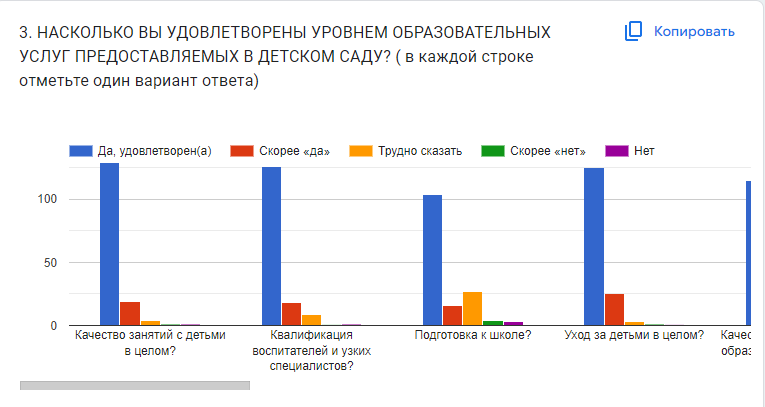 3. НАСКОЛЬКО ВЫ УДОВЛЕТВОРЕНЫ УРОВНЕМ ОБРАЗОВАТЕЛЬНЫХ
УСЛУГ ПРЕДОСТАВЛЯЕМЫХ В ДЕТСКОМ САДУ? ( в каждой строке
отметьте один вариант ответа)
Копировать
Да, удовлетворен(а) Скорее «да» Трудно сказать Скорее «нет» Нет
100
50
0
Качество занятий с детьми
в целом?
Квалификация
воспитателей и узких
специалистов?
Подготовка к школе?
Уход за детьми в целом?